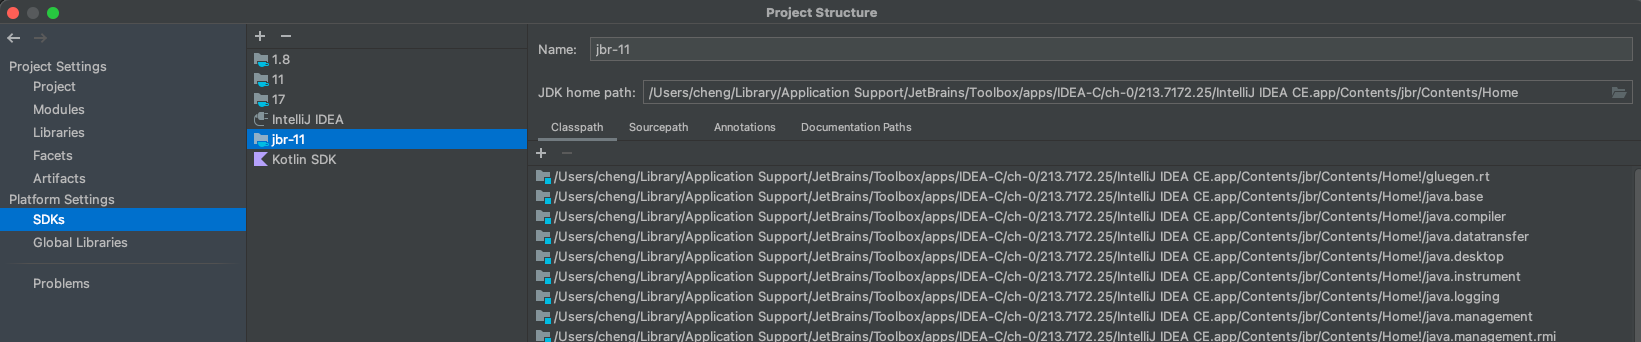 Project Structure
Project Settings
Project
Modules
Libraries
Facets
Artifacts
Platform Settings
SDKs
Global Libraries
Problems
1.8
11
17
IntelliJ IDEA
jbr-11
Kotlin SDK
Name: jbr-11
JDK home path: /Users/cheng/Library/Application Support/JetBrains/Toolbox/apps/IDEA-C/ch-0/213.7172.25/IntelliJ IDEA CE.app/Contents/jbr/Contents/Home
Classpath Sourcepath Annotations Documentation Paths
/Users/cheng/Library/Application Support/JetBrains/Toolbox/apps/IDEA-C/ch-0/213.7172.25/IntelliJ IDEA CE.app/Contents/jbr/Contents/Home!/gluegen.rt
/Users/cheng/Library/Application Support/JetBrains/Toolbox/apps/IDEA-C/ch-0/213.7172.25/IntelliJ IDEA CE.app/Contents/jbr/Contents/Home!/java.base
/Users/cheng/Library/Application Support/JetBrains/Toolbox/apps/IDEA-C/ch-0/213.7172.25/IntelliJ IDEA CE.app/Contents/jbr/Contents/Home!/java.compiler
/Users/cheng/Library/Application Support/JetBrains/Toolbox/apps/IDEA-C/ch-0/213.7172.25/IntelliJ IDEA CE.app/Contents/jbr/Contents/Home!/java.datatransfer
/Users/cheng/Library/Application Support/JetBrains/Toolbox/apps/IDEA-C/ch-0/213.7172.25/IntelliJ IDEA CE.app/Contents/jbr/Contents/Home!/java.desktop
/Users/cheng/Library/Application Support/JetBrains/Toolbox/apps/IDEA-C/ch-0/213.7172.25/IntelliJ IDEA CE.app/Contents/jbr/Contents/Home!/java.instrument
/Users/cheng/Library/Application Support/JetBrains/Toolbox/apps/IDEA-C/ch-0/213.7172.25/IntelliJ IDEA CE.app/Contents/jbr/Contents/Home!/java.logging
/Users/cheng/Library/Application Support/JetBrains/Toolbox/apps/IDEA-C/ch-0/213.7172.25/IntelliJ IDEA CE.app/Contents/jbr/Contents/Home!/java.management
/Users/cheng/Library/Application Support/JetBrains/Toolbox/apps/IDEA-C/ch-0/213.7172.25/IntelliJ IDEA CE.app/Contents/jbr/Contents/Home!/java.management.rmi